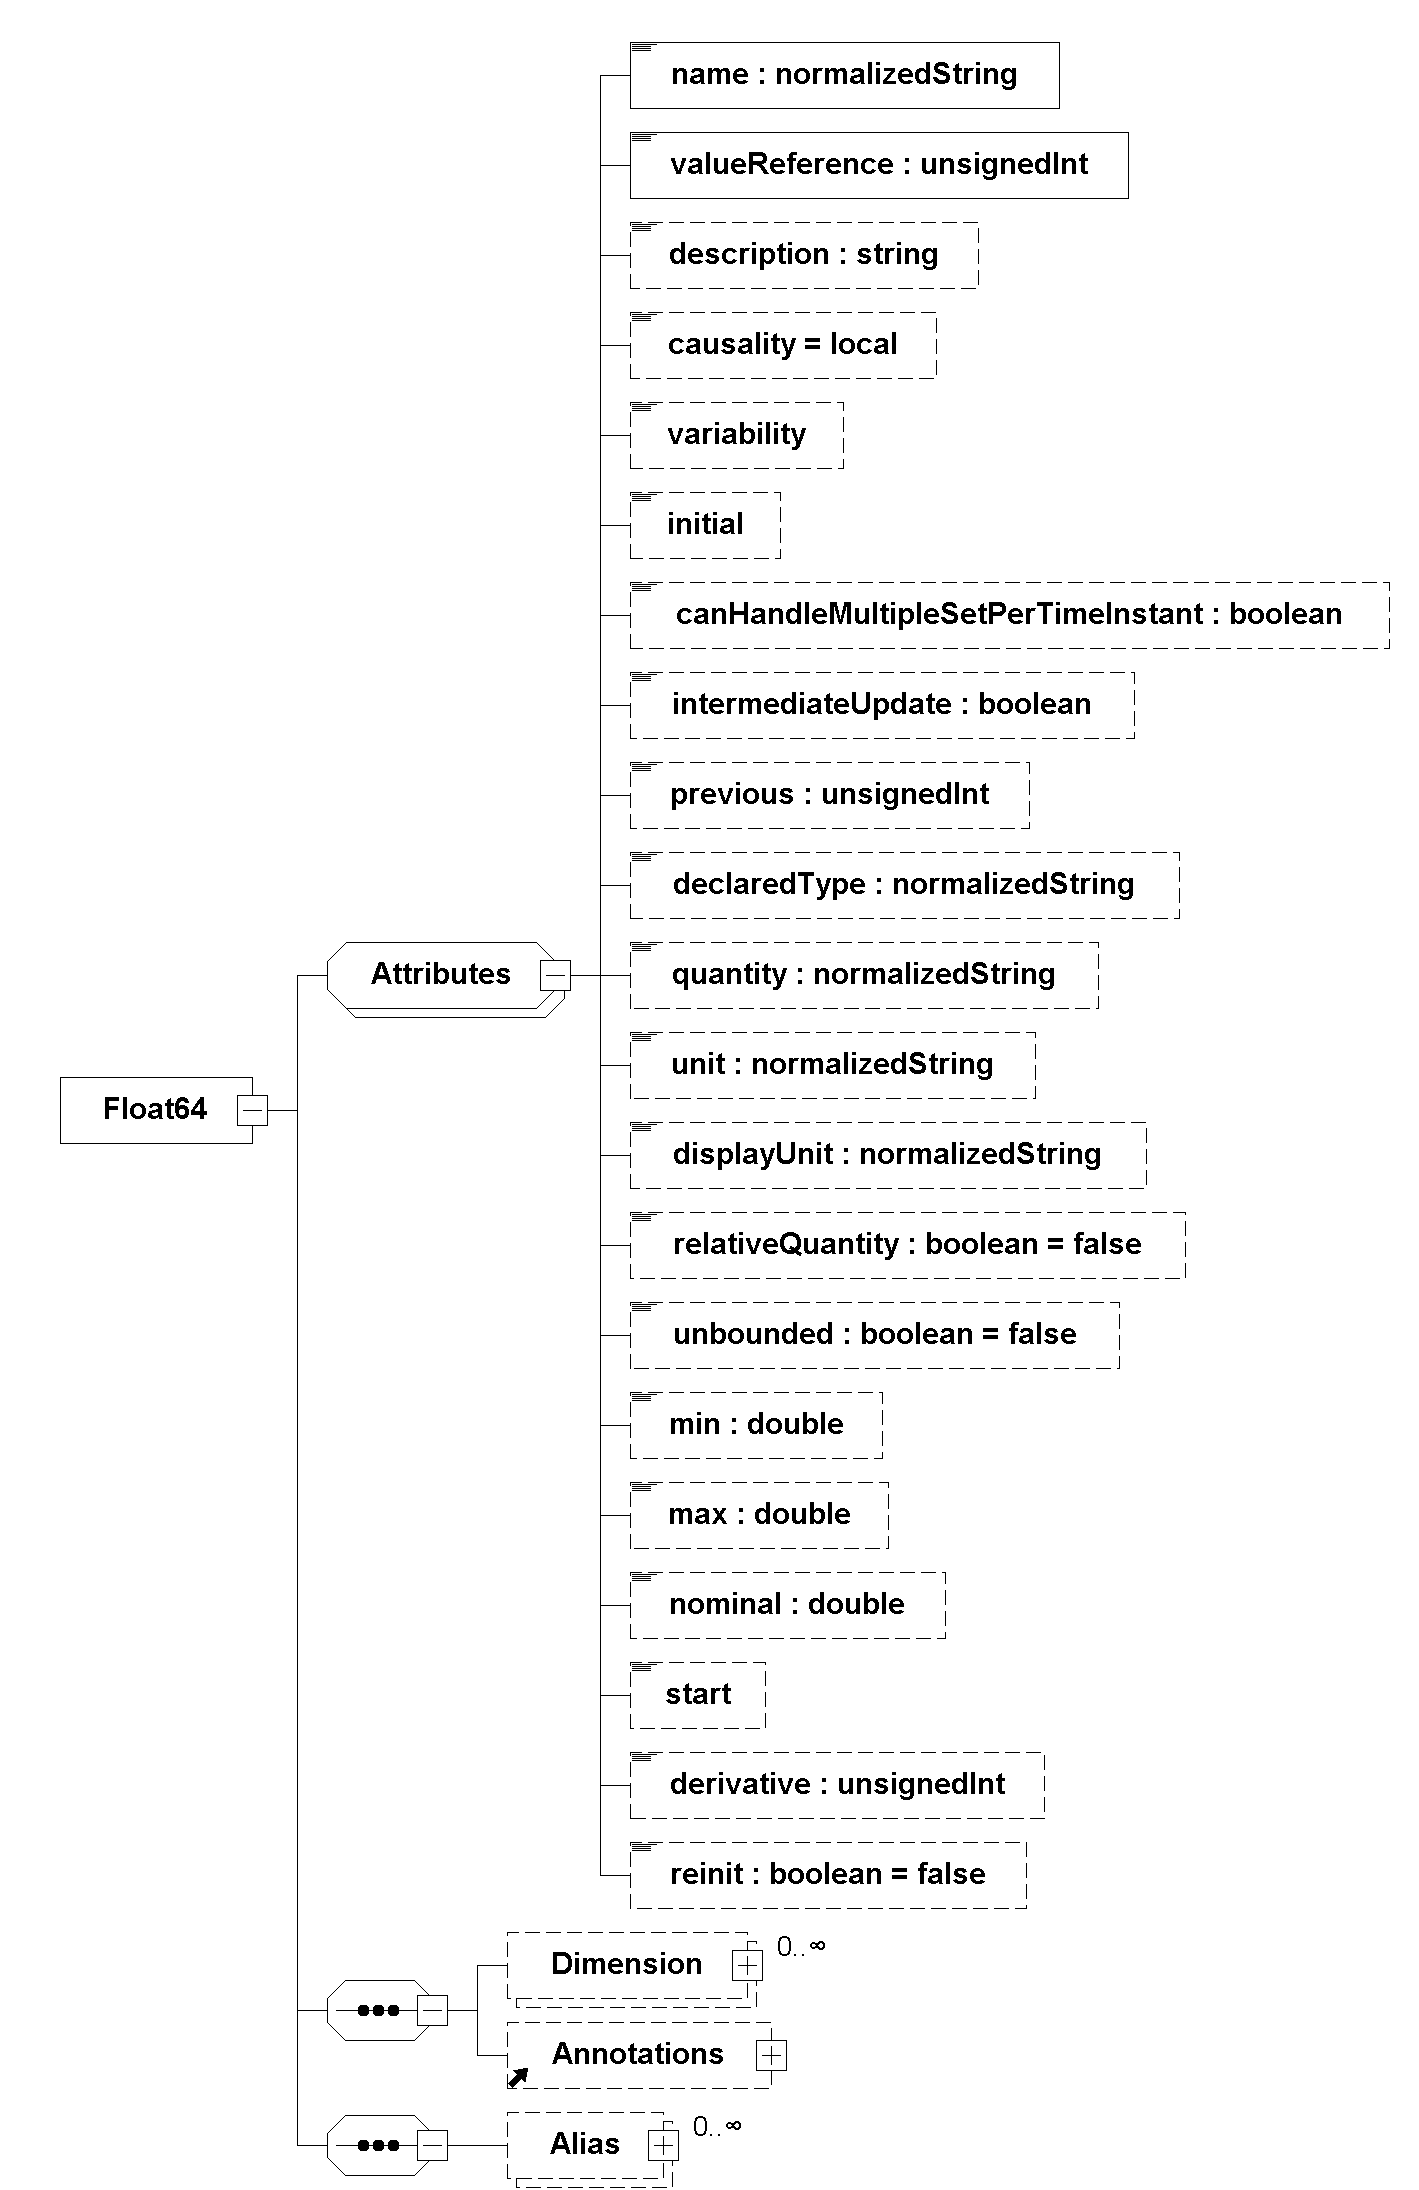 name : normalizedString
valueReference : unsignedInt
description : string
causality = local
variability
initial
canHandleMultipleSetPerTimeInstant : boolean
intermediateUpdate : boolean
previous : unsignedInt
declaredType : normalizedString
Attributes
quantity : normalizedString
unit : normalizedString
Float64
displayUnit : normalizedString
relativeQuantity : boolean = false
unbounded : boolean = false
min : double
max : double
nominal : double
start
derivative : unsignedInt
reinit : boolean = false
Dimension
0..∞
Annotations
Alias
0..∞